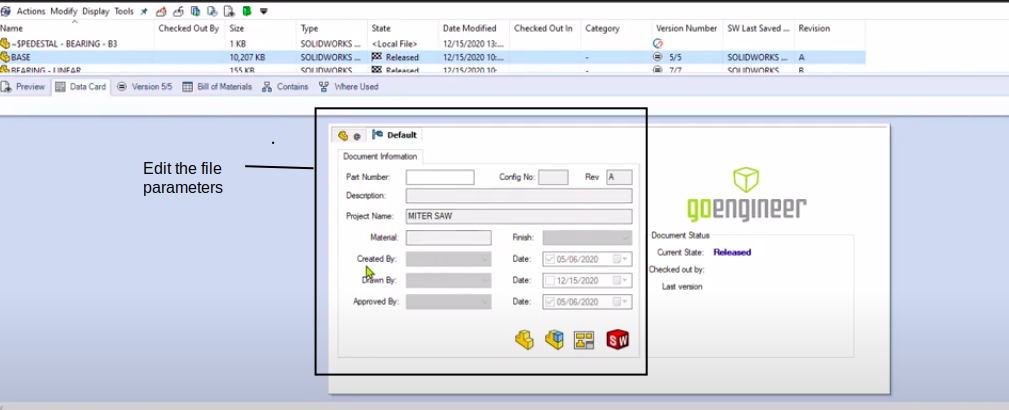 Actions Modify Display Tools
Name Checked Out By Size Type State Date Modified Checked Out In Category Version Number SW Last Saved ... Revision
~$PEDESTAL - BEARING - B3 1 KB SOLIDWORKS ... <Local File> 12/15/2020 13:...
BASE 10,207 KB SOLIDWORKS ... Released 12/15/2020 10:... - 5/5 SOLIDWORKS ... A
BEARING - LINEAR 155 KB SOLIDWORKS Released 12/15/2020 10:... - 7/7 SOLIDWORKS B
Preview Data Card Version 5/5 Bill of Materials Contains Where Used
@ Default
Document Information
Edit the file
parameters
Part Number: Config No: Rev A
Description:
Project Name: MITER SAW
Material: Finish:
Created By: Date: 05/06/2020
Drawn By: Date: 12/15/2020
Approved By: Date: 05/06/2020
SW
goengineer
Document Status
Current State: Released
Checked out by:
Last version